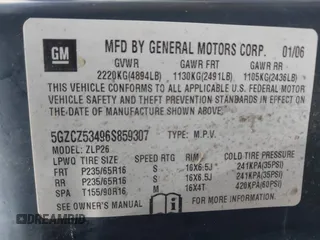 GM
MFD BY GENERAL MOTORS CORP. 01/06
GVWR GAWR FRT GAWR RR
2220KG(4894LB) 1130KG(2491LB) 1105KG(2436LB)
THIS VEHICLE CONFORMS TO ALL APPLICABLE U.S. FEDERAL MOTOR
VEHICLE SAFETY AND THEFT PREVENTION STANDARDS IN EFFECT ON
THE DATE OF MANUFACTURE SHOWN ABOVE.
5GZCZ53496S859307 TYPE: M.P.V.
MODEL: ZLP26
LPWQ TIRE SIZE SPEED RTG RIM COLD TIRE PRESSURE
FRT P235/65R16 S 16X6.5J 241KPA(35PSI)
RR P235/65R16 S 16X6.5J 241KPA(35PSI)
SPA T155/90R16 M 16X4T 420KPA(60PSI)
SEE OWNER'S MANUAL FOR MORE INFORMATION.